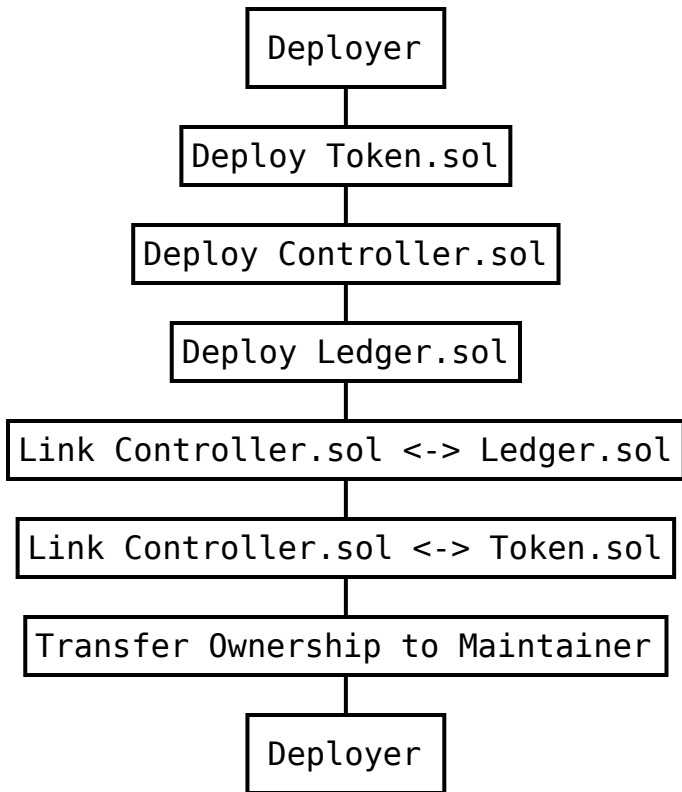 Deployer
Deploy Token.sol
Deploy Controller.sol
Deploy Ledger.sol
Link Controller.sol <-> Ledger.sol
Link Controller.sol <-> Token.sol
Transfer Ownership to Maintainer
Deployer